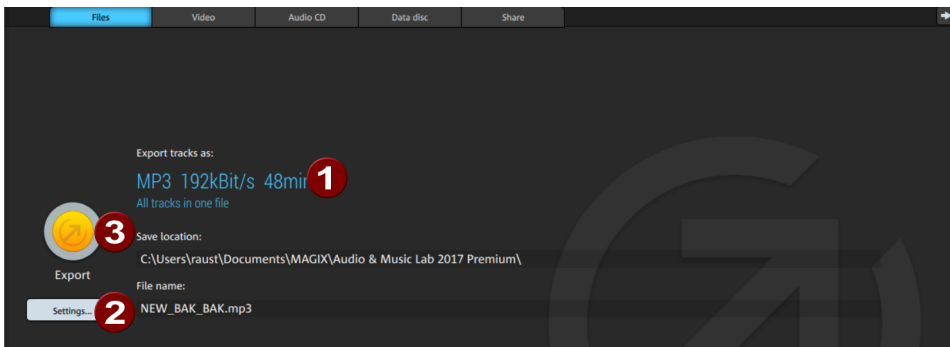 Files Video Audio CD Data disc Share
Export tracks as:
MP3 192kBit/s 48min 1
All tracks in one file
3
Save location:
C:\Users\raust\Documents\MAGIX\Audio & Music Lab 2017 Premium\
Export
File name:
Settings... 2 NEW_BAK_BAK.mp3